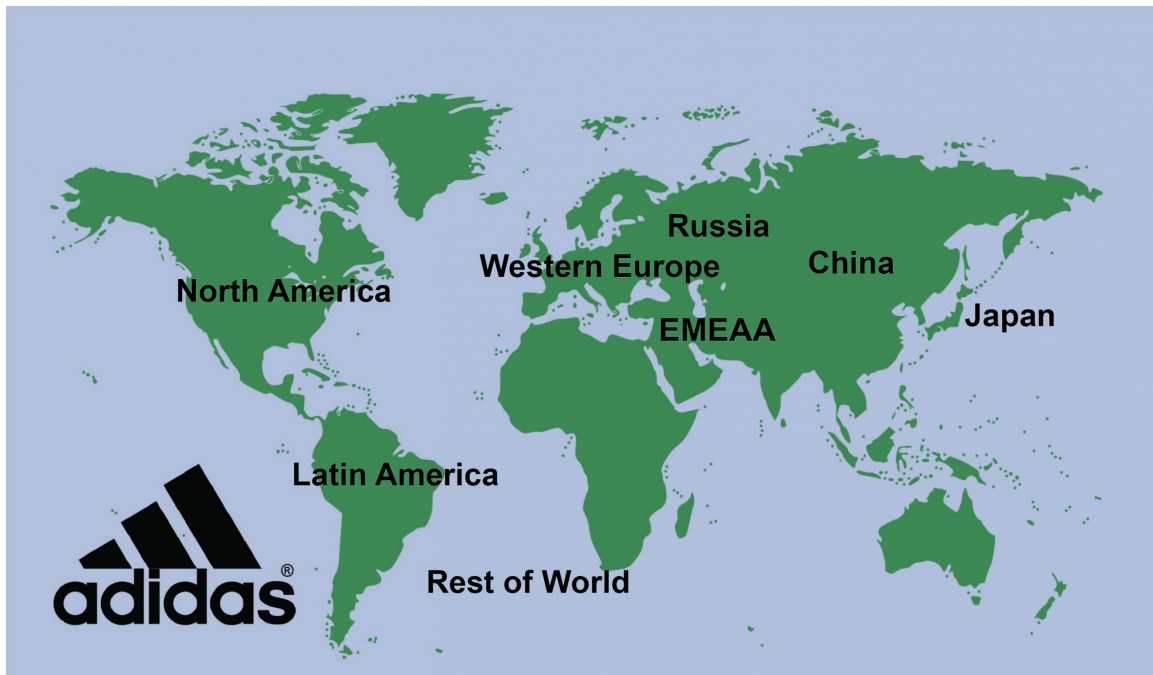 Russia
Western Europe
China
North America
Japan
EMEAA
Latin America
Rest of World
adidas®